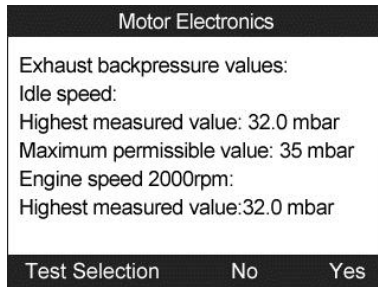 Motor Electronics
Exhaust backpressure values:
Idle speed:
Highest measured value: 32.0 mbar
Maximum permissible value: 35 mbar
Engine speed 2000rpm:
Highest measured value:32.0 mbar
Test Selection No Yes